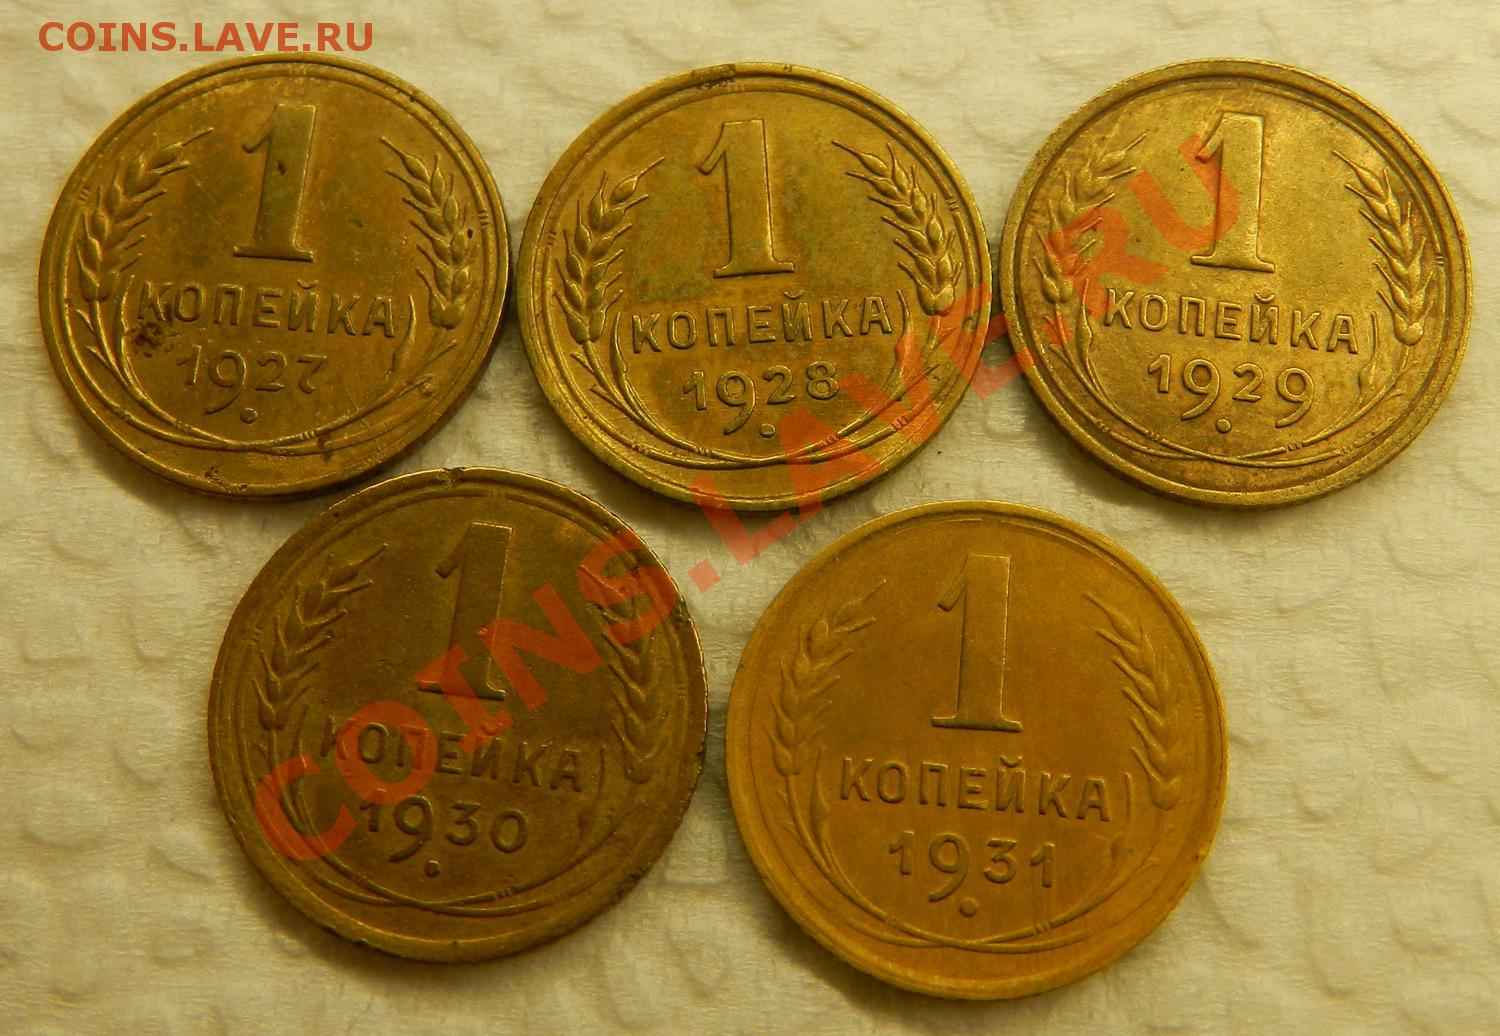 COINS.LAVE.RU
1
КОПЕЙКА
1927.
1
КОПЕЙКА
1928.
1
КОПЕЙКА
1929.
1
КОПЕЙКА
1930.
1
КОПЕЙКА
1931.
COINS.LAVE.RU